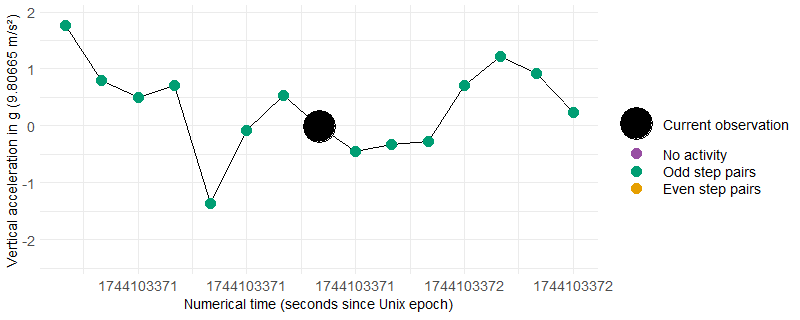 Vertical acceleration in g (9.80665 m/s²)
2
1
0
-1
-2
1744103371 1744103371 1744103371 1744103372 1744103372
Numerical time (seconds since Unix epoch)
Current observation
No activity
Odd step pairs
Even step pairs